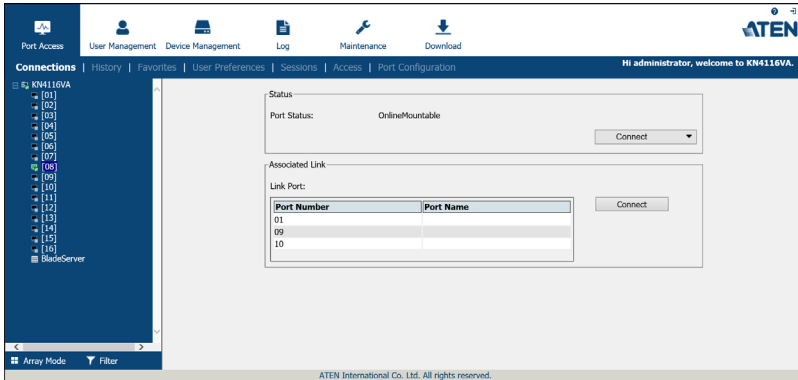 ATEN
Port Access
User Management
Device Management
Log
Maintenance
Download
Connections | History | Favorites | User Preferences | Sessions | Access | Port Configuration
Hi administrator, welcome to KN4116VA.
KN4116VA
[01]
[02]
[03]
[04]
[05]
[06]
[07]
[08]
[09]
[10]
[11]
[12]
[13]
[14]
[15]
[16]
BladeServer
Array Mode
Filter
Status
Port Status: OnlineMountable
Connect
Associated Link
Link Port:
Port Number Port Name
01
09
10
Connect
ATEN International Co. Ltd. All rights reserved.